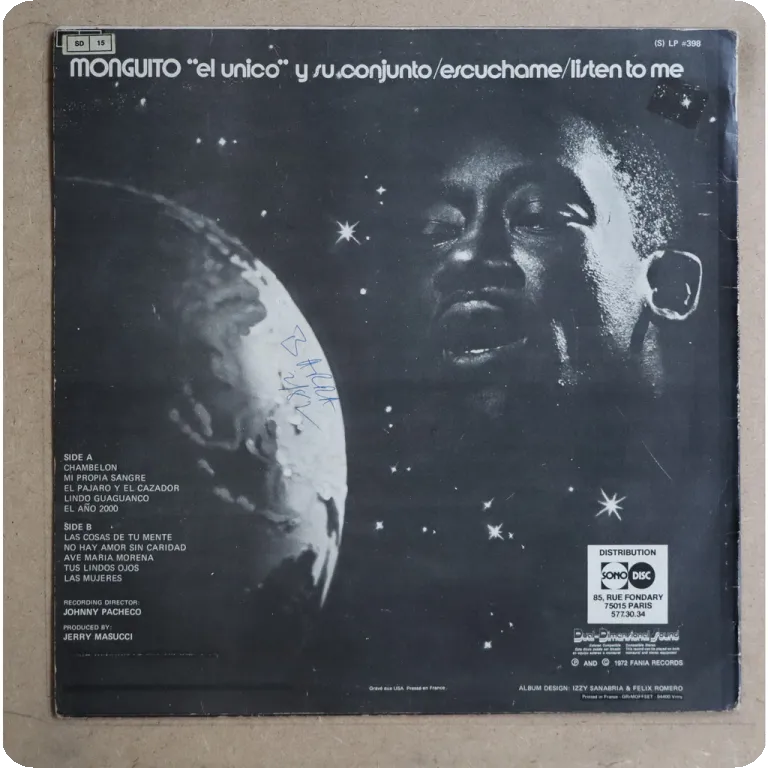 SD 15
(S) LP #398
MONGUITO "el unico" y su conjunto/escuchame/listen to me
SIDE A
CHAMBELON
MI PROPIA SANGRE
EL PAJARO Y EL CAZADOR
LINDO GUAGUANCO
EL AÑO 2000
SIDE B
LAS COSAS DE TU MENTE
NO HAY AMOR SIN CARIDAD
AVE MARIA MORENA
TUS LINDOS OJOS
LAS MUJERES
RECORDING DIRECTOR:
JOHNNY PACHECO
PRODUCED BY:
JERRY MASUCCI
DISTRIBUTION
SONO DISC
85, RUE FONDARY
75015 PARIS
577.30.34
Dual-Dimensional Sound
Ⓟ AND © 1972 FANIA RECORDS
Gravé aux USA Pressé en France
ALBUM DESIGN: IZZY SANABRIA & FELIX ROMERO